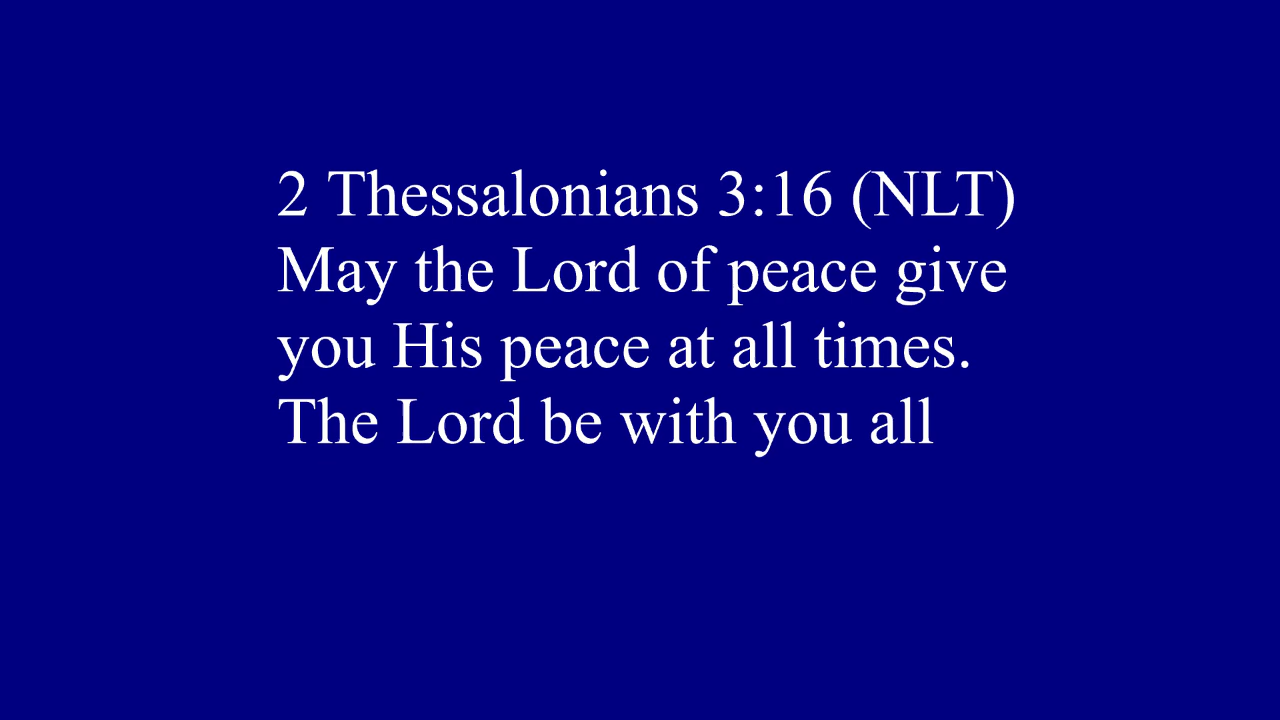 2 Thessalonians 3:16 (NLT)
May the Lord of peace give
you His peace at all times.
The Lord be with you all